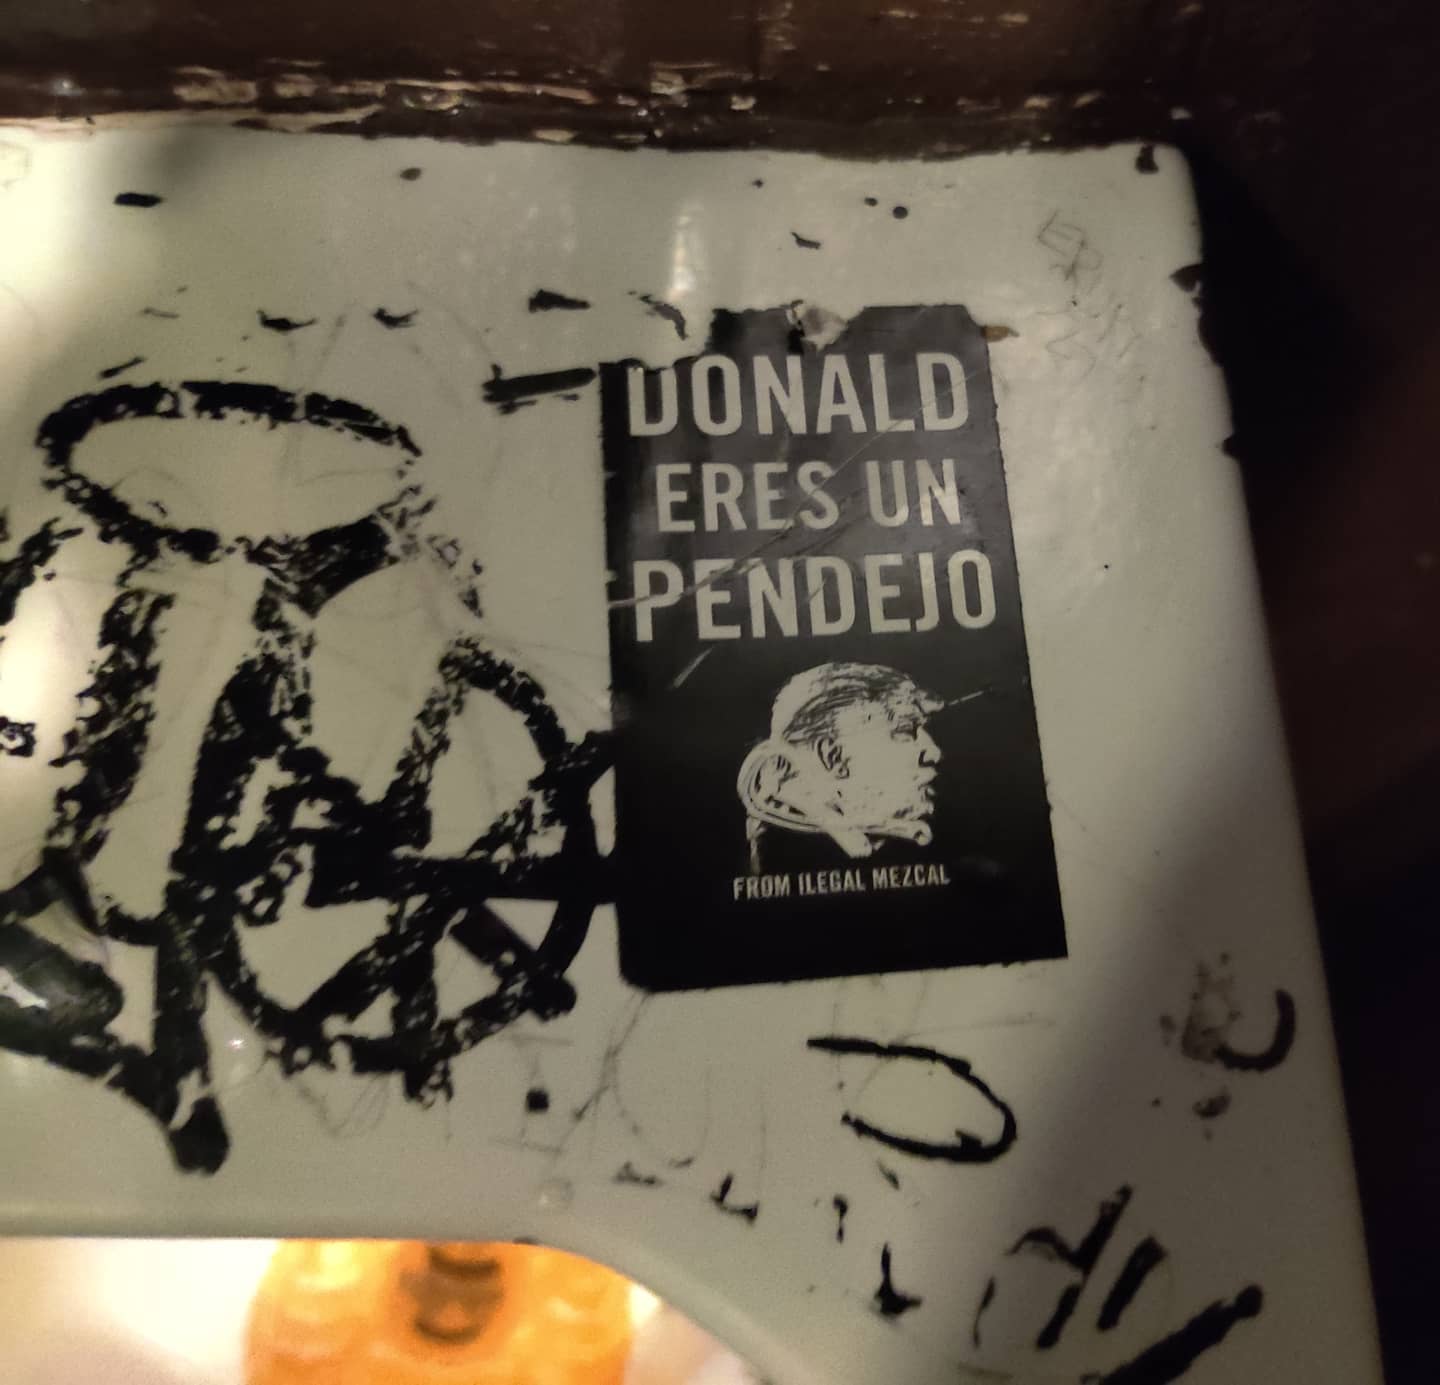 DONALD
ERES UN
PENDEJO
FROM ILEGAL MEZCAL